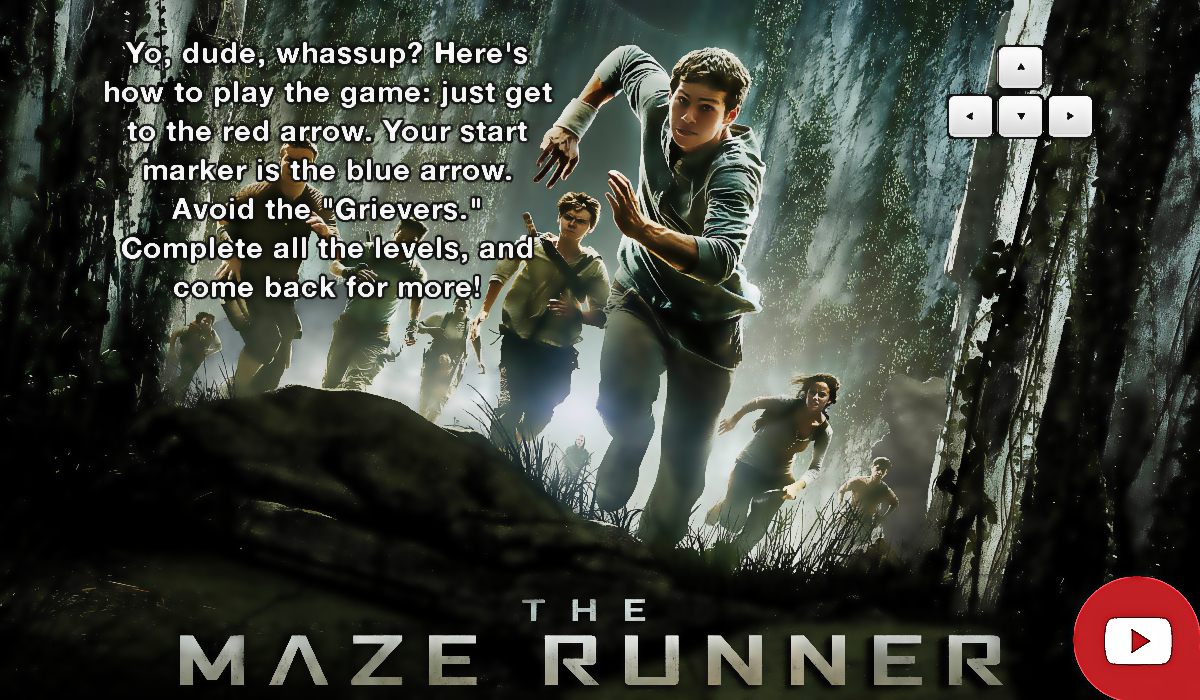 Yo, dude, whassup? Here's
how to play the game: just get
to the red arrow. Your start
marker is the blue arrow.
Avoid the "Grievers."
Complete all the levels, and
come back for more!
THE
MAZE RUNNER